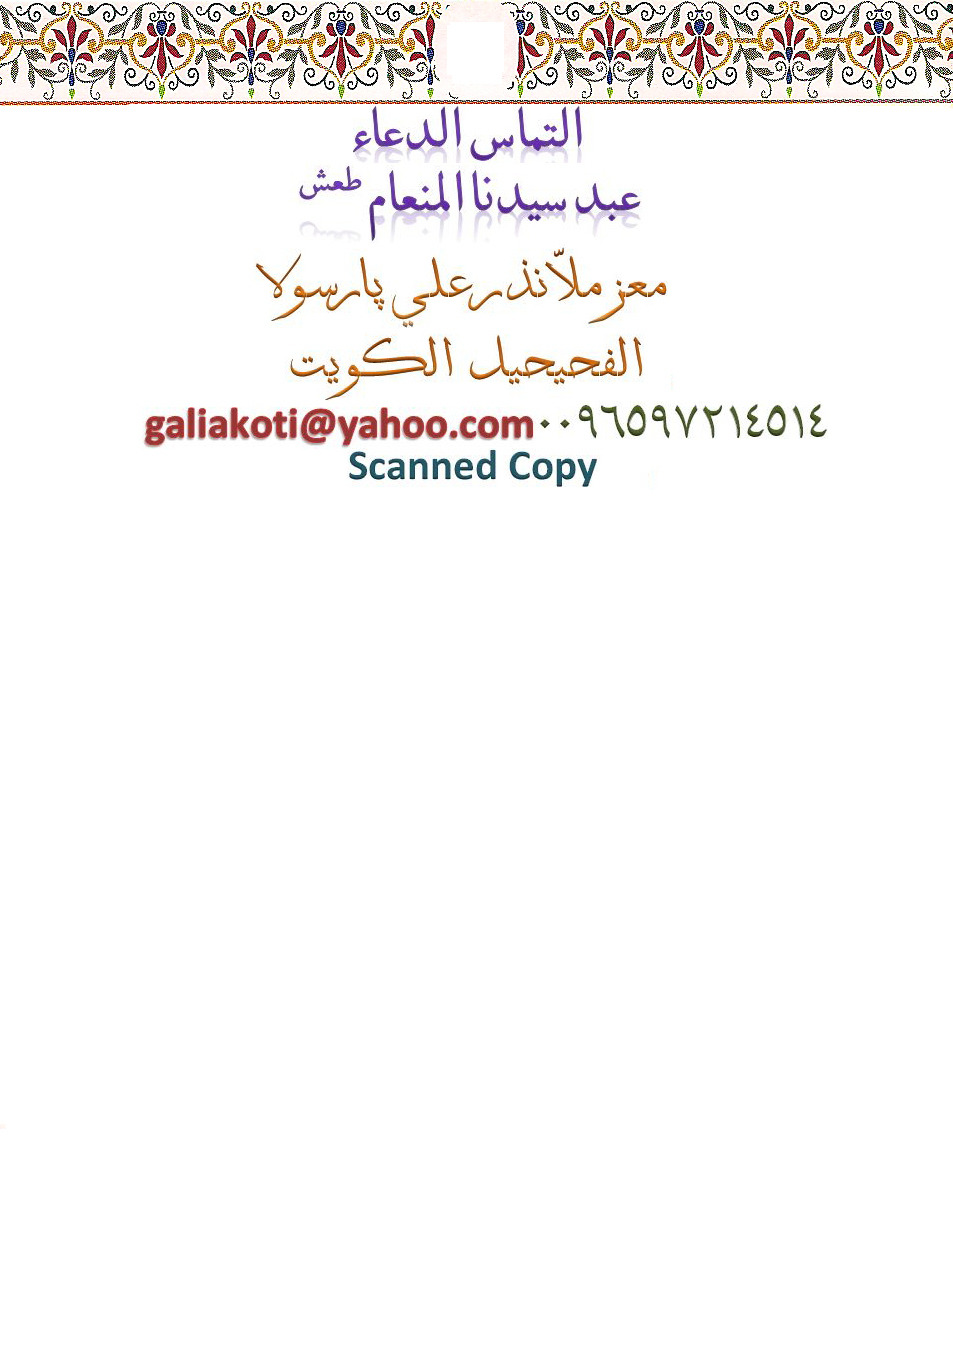 التماس الدعاء
عبد سيدنا المنعام طعش
معز ملاّ نذر علي پارسولا
الفحيحيل الكويت
galiakoti@yahoo.com ٠٠٩٦٥٩٧٢١٤٥١٤
Scanned Copy